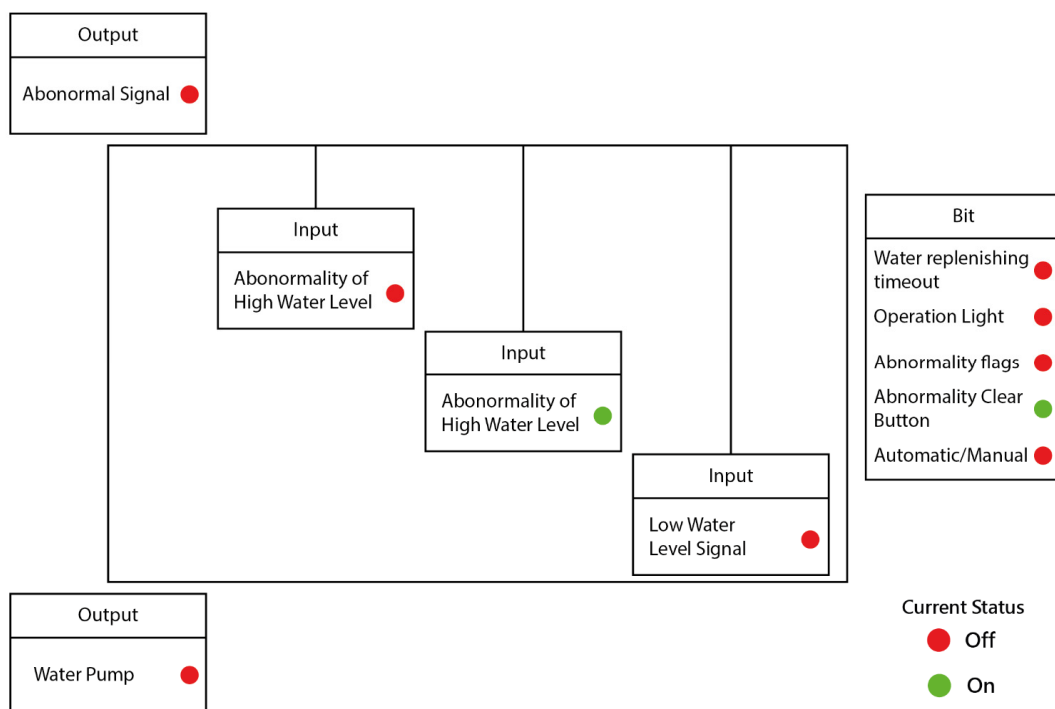 Output
Abonormal Signal
Input
Abonormality of
High Water Level
Input
Abonormality of
High Water Level
Input
Low Water
Level Signal
Bit
Water replenishing
timeout
Operation Light
Abnormality flags
Abnormality Clear
Button
Automatic/Manual
Output
Water Pump
Current Status
Off
On